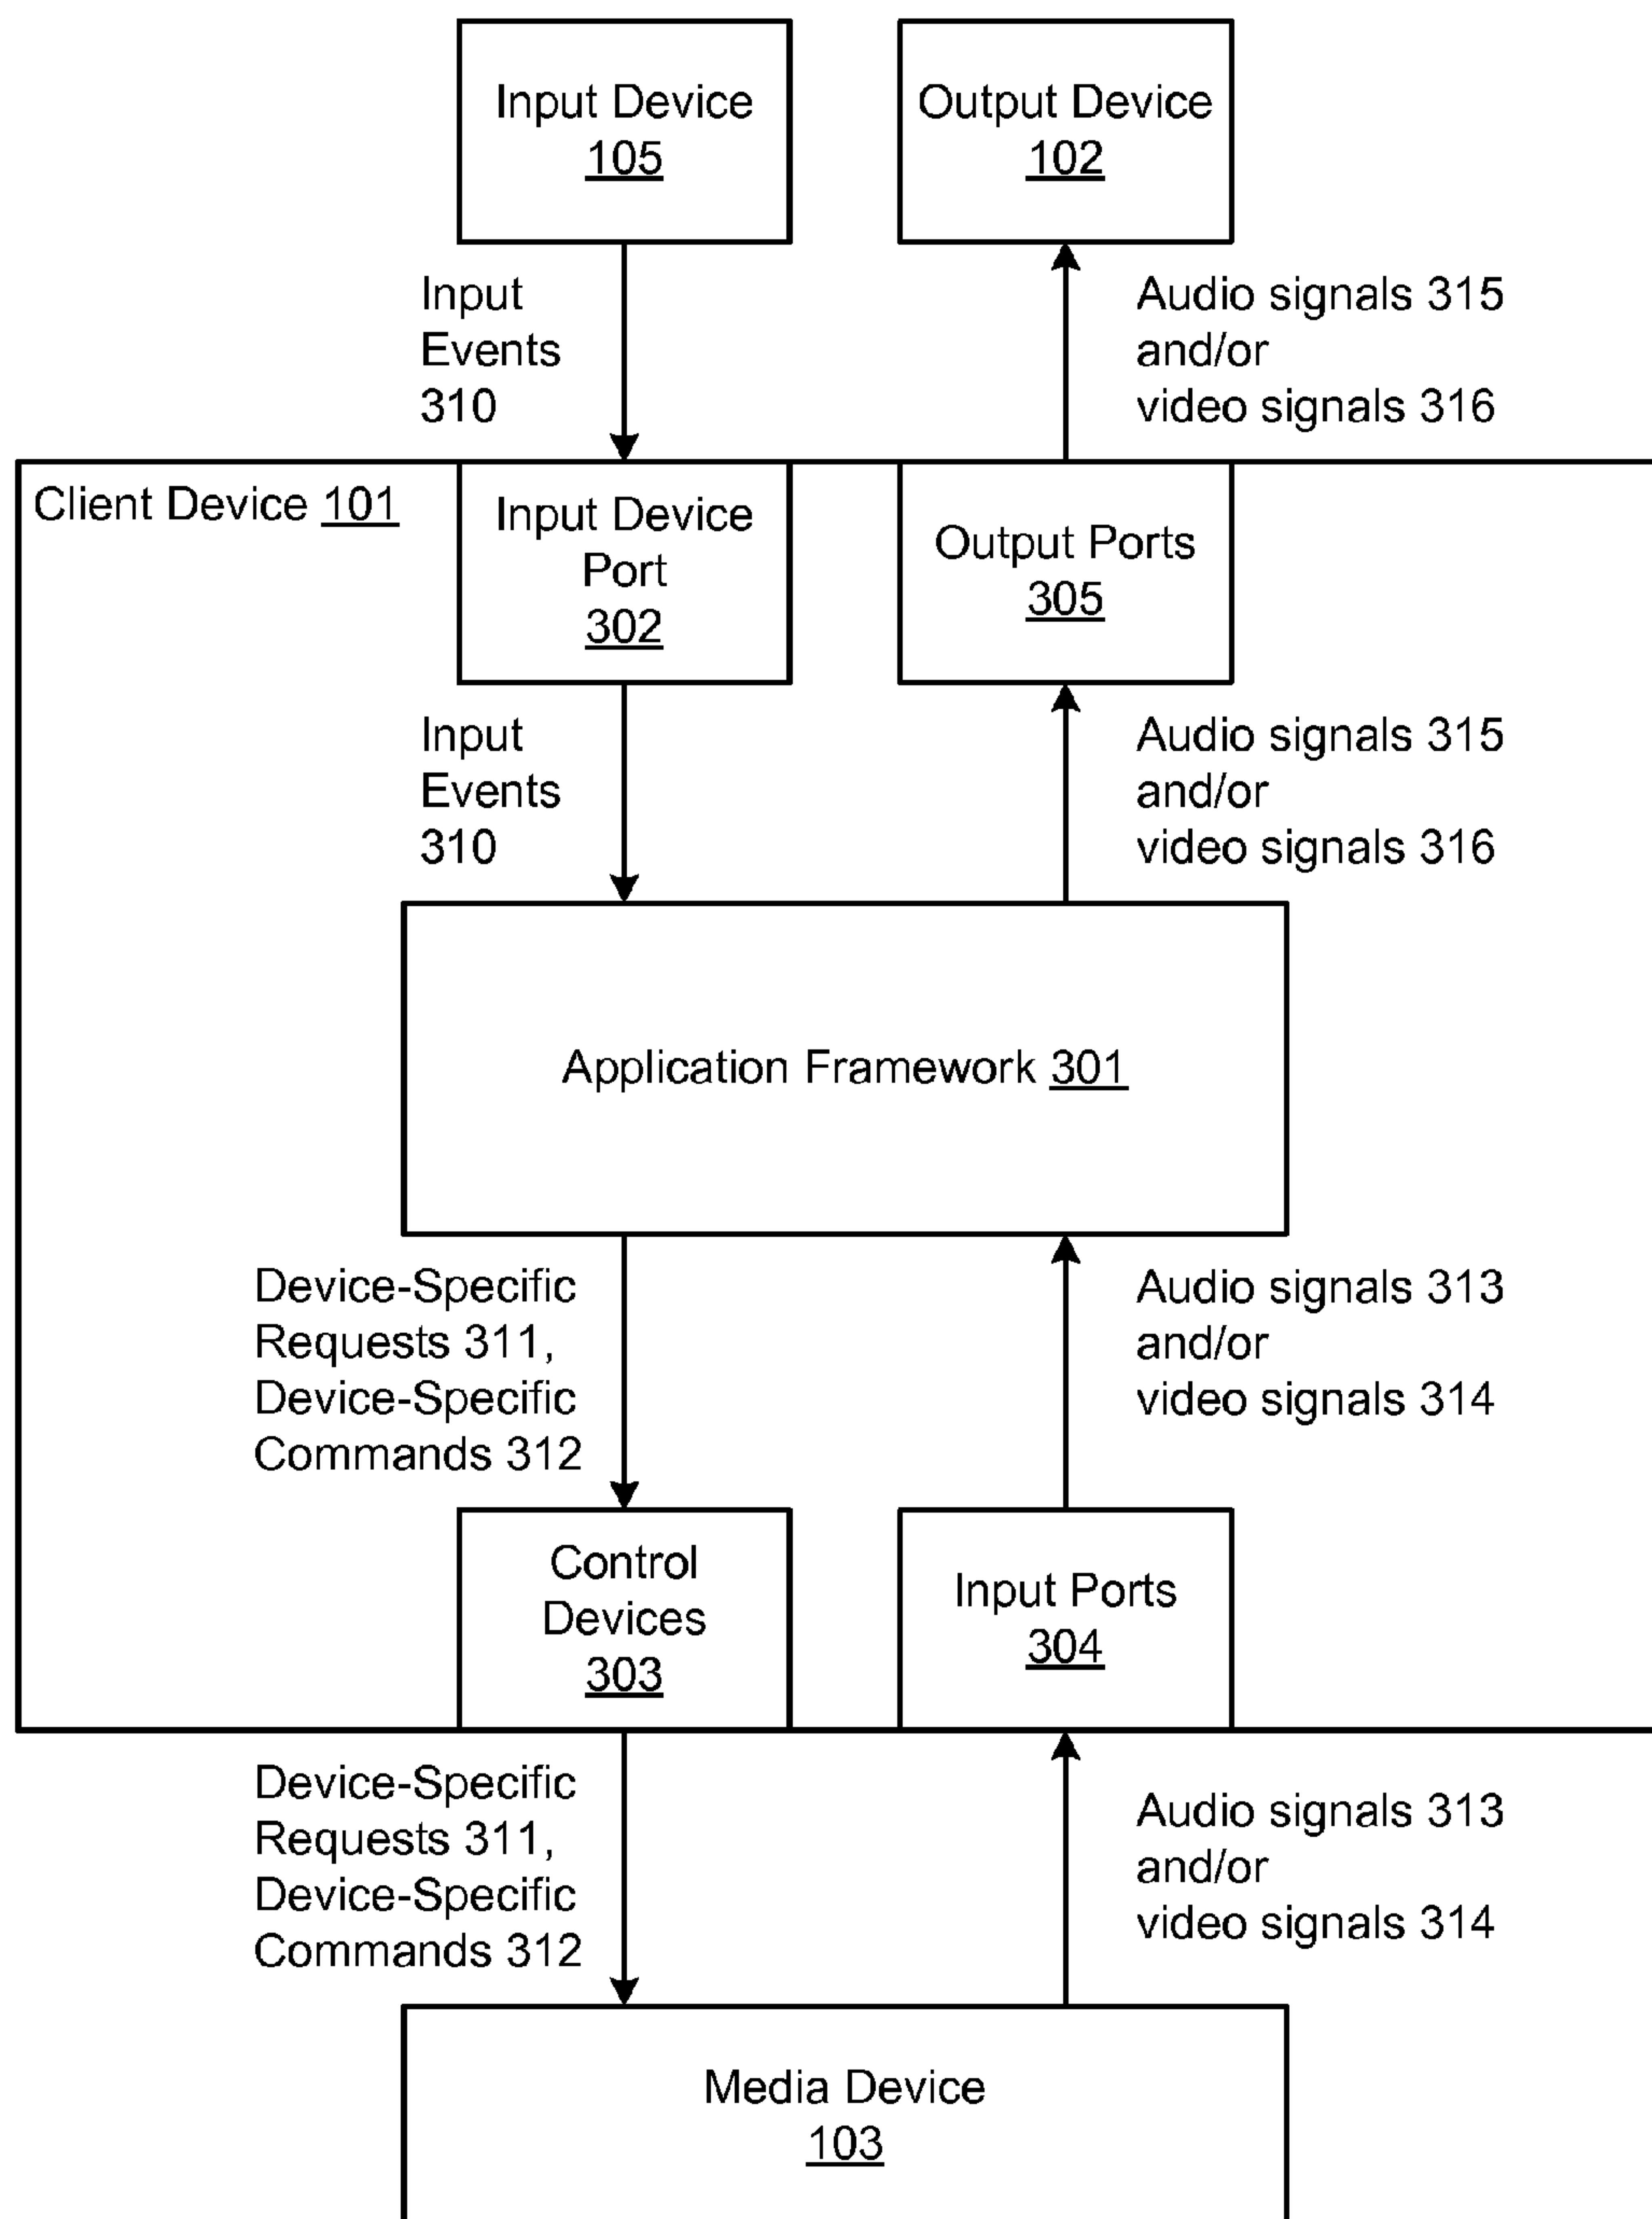 Input Device
105
Output Device
102
Input
Events
310
Audio signals 315
and/or
video signals 316
Client Device 101
Input Device
Port
302
Output Ports
305
Input
Events
310
Audio signals 315
and/or
video signals 316
Application Framework 301
Device-Specific
Requests 311,
Device-Specific
Commands 312
Audio signals 313
and/or
video signals 314
Control
Devices
303
Input Ports
304
Device-Specific
Requests 311,
Device-Specific
Commands 312
Audio signals 313
and/or
video signals 314
Media Device
103